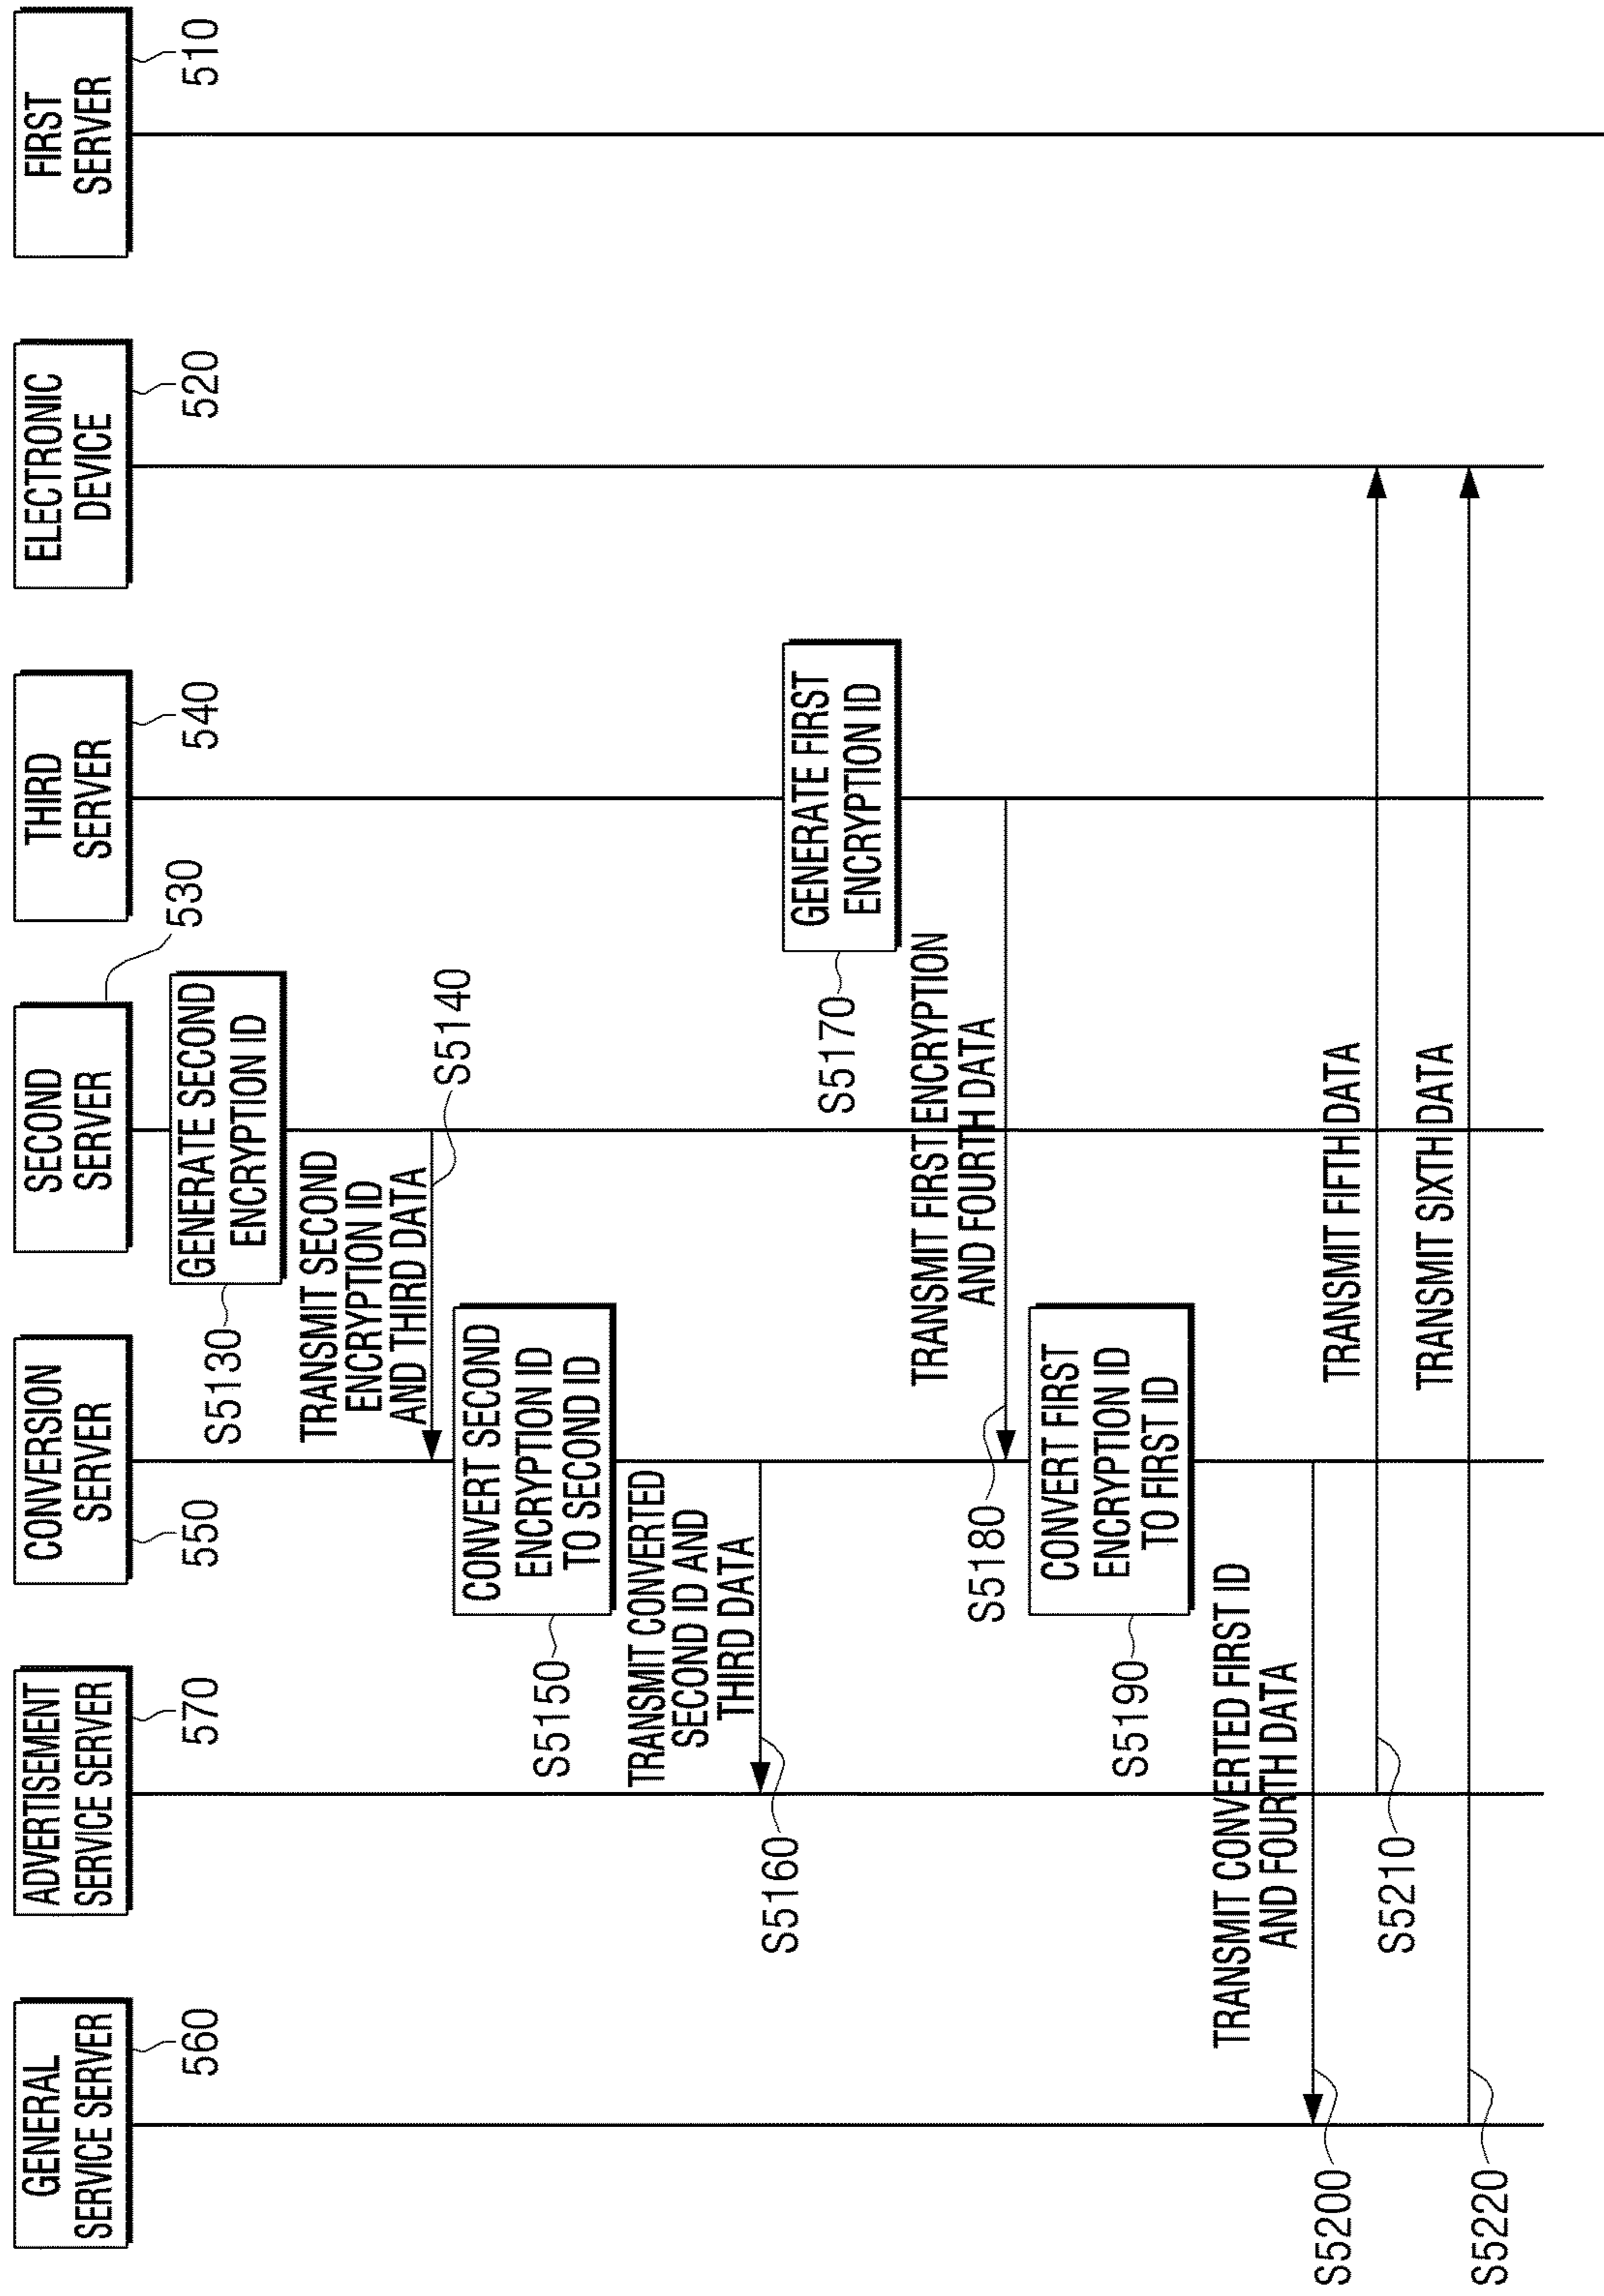 GENERAL
SERVICE SERVER
560
ADVERTISEMENT
SERVICE SERVER
570
CONVERSION
SERVER
550
SECOND
SERVER
530
THIRD
SERVER
540
ELECTRONIC
DEVICE
520
FIRST
SERVER
510
GENERATE SECOND
ENCRYPTION ID
S5130
TRANSMIT SECOND
ENCRYPTION ID
AND THIRD DATA
S5140
CONVERT SECOND
ENCRYPTION ID
TO SECOND ID
S5150
TRANSMIT CONVERTED
SECOND ID AND
THIRD DATA
S5160
GENERATE FIRST
ENCRYPTION ID
S5170
TRANSMIT FIRST ENCRYPTION
AND FOURTH DATA
S5180
CONVERT FIRST
ENCRYPTION ID
TO FIRST ID
S5190
TRANSMIT CONVERTED FIRST ID
AND FOURTH DATA
S5200
TRANSMIT FIFTH DATA
S5210
TRANSMIT SIXTH DATA
S5220